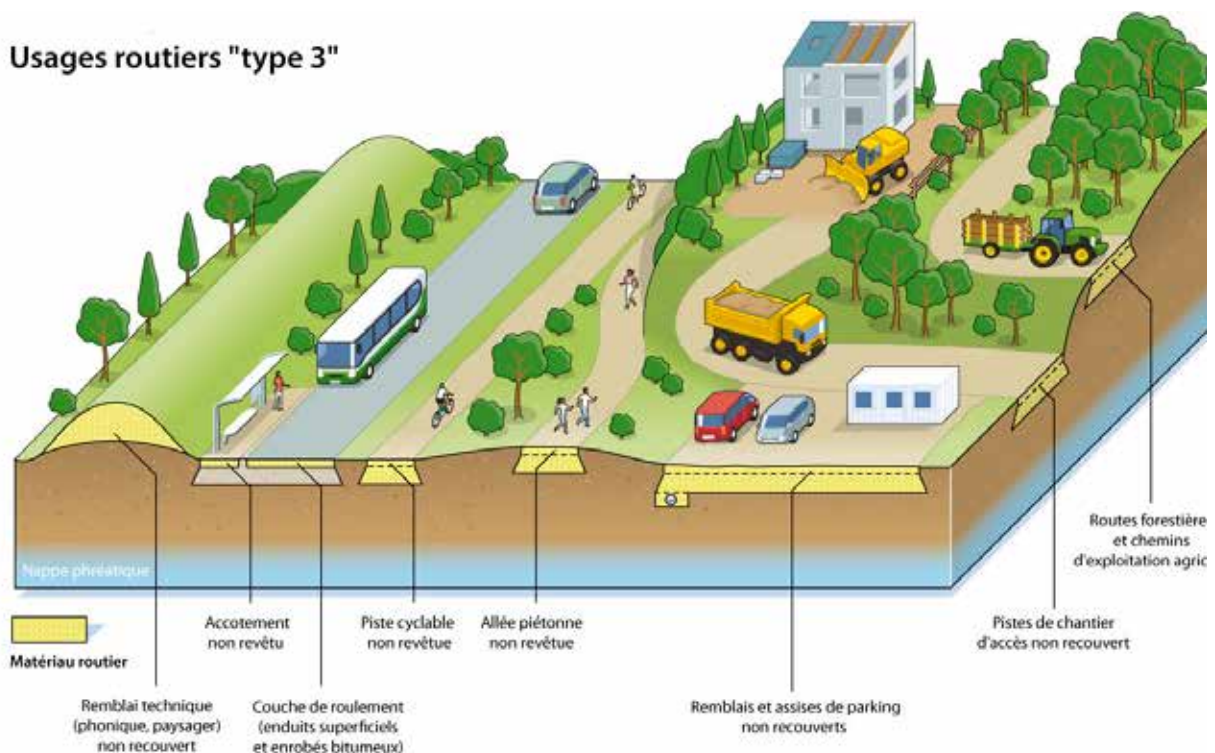 Usages routiers "type 3"
Nappe phréatique
Matériau routier
Remblai technique
(phonique, paysager)
non recouvert
Accotement
non revêtu
Couche de roulement
(enduits superficiels
et enrobés bitumeux)
Piste cyclable
non revêtue
Allée piétonne
non revêtue
Remblais et assises de parking
non recouverts
Pistes de chantier
d'accès non recouvert
Routes forestière
et chemins
d'exploitation agric